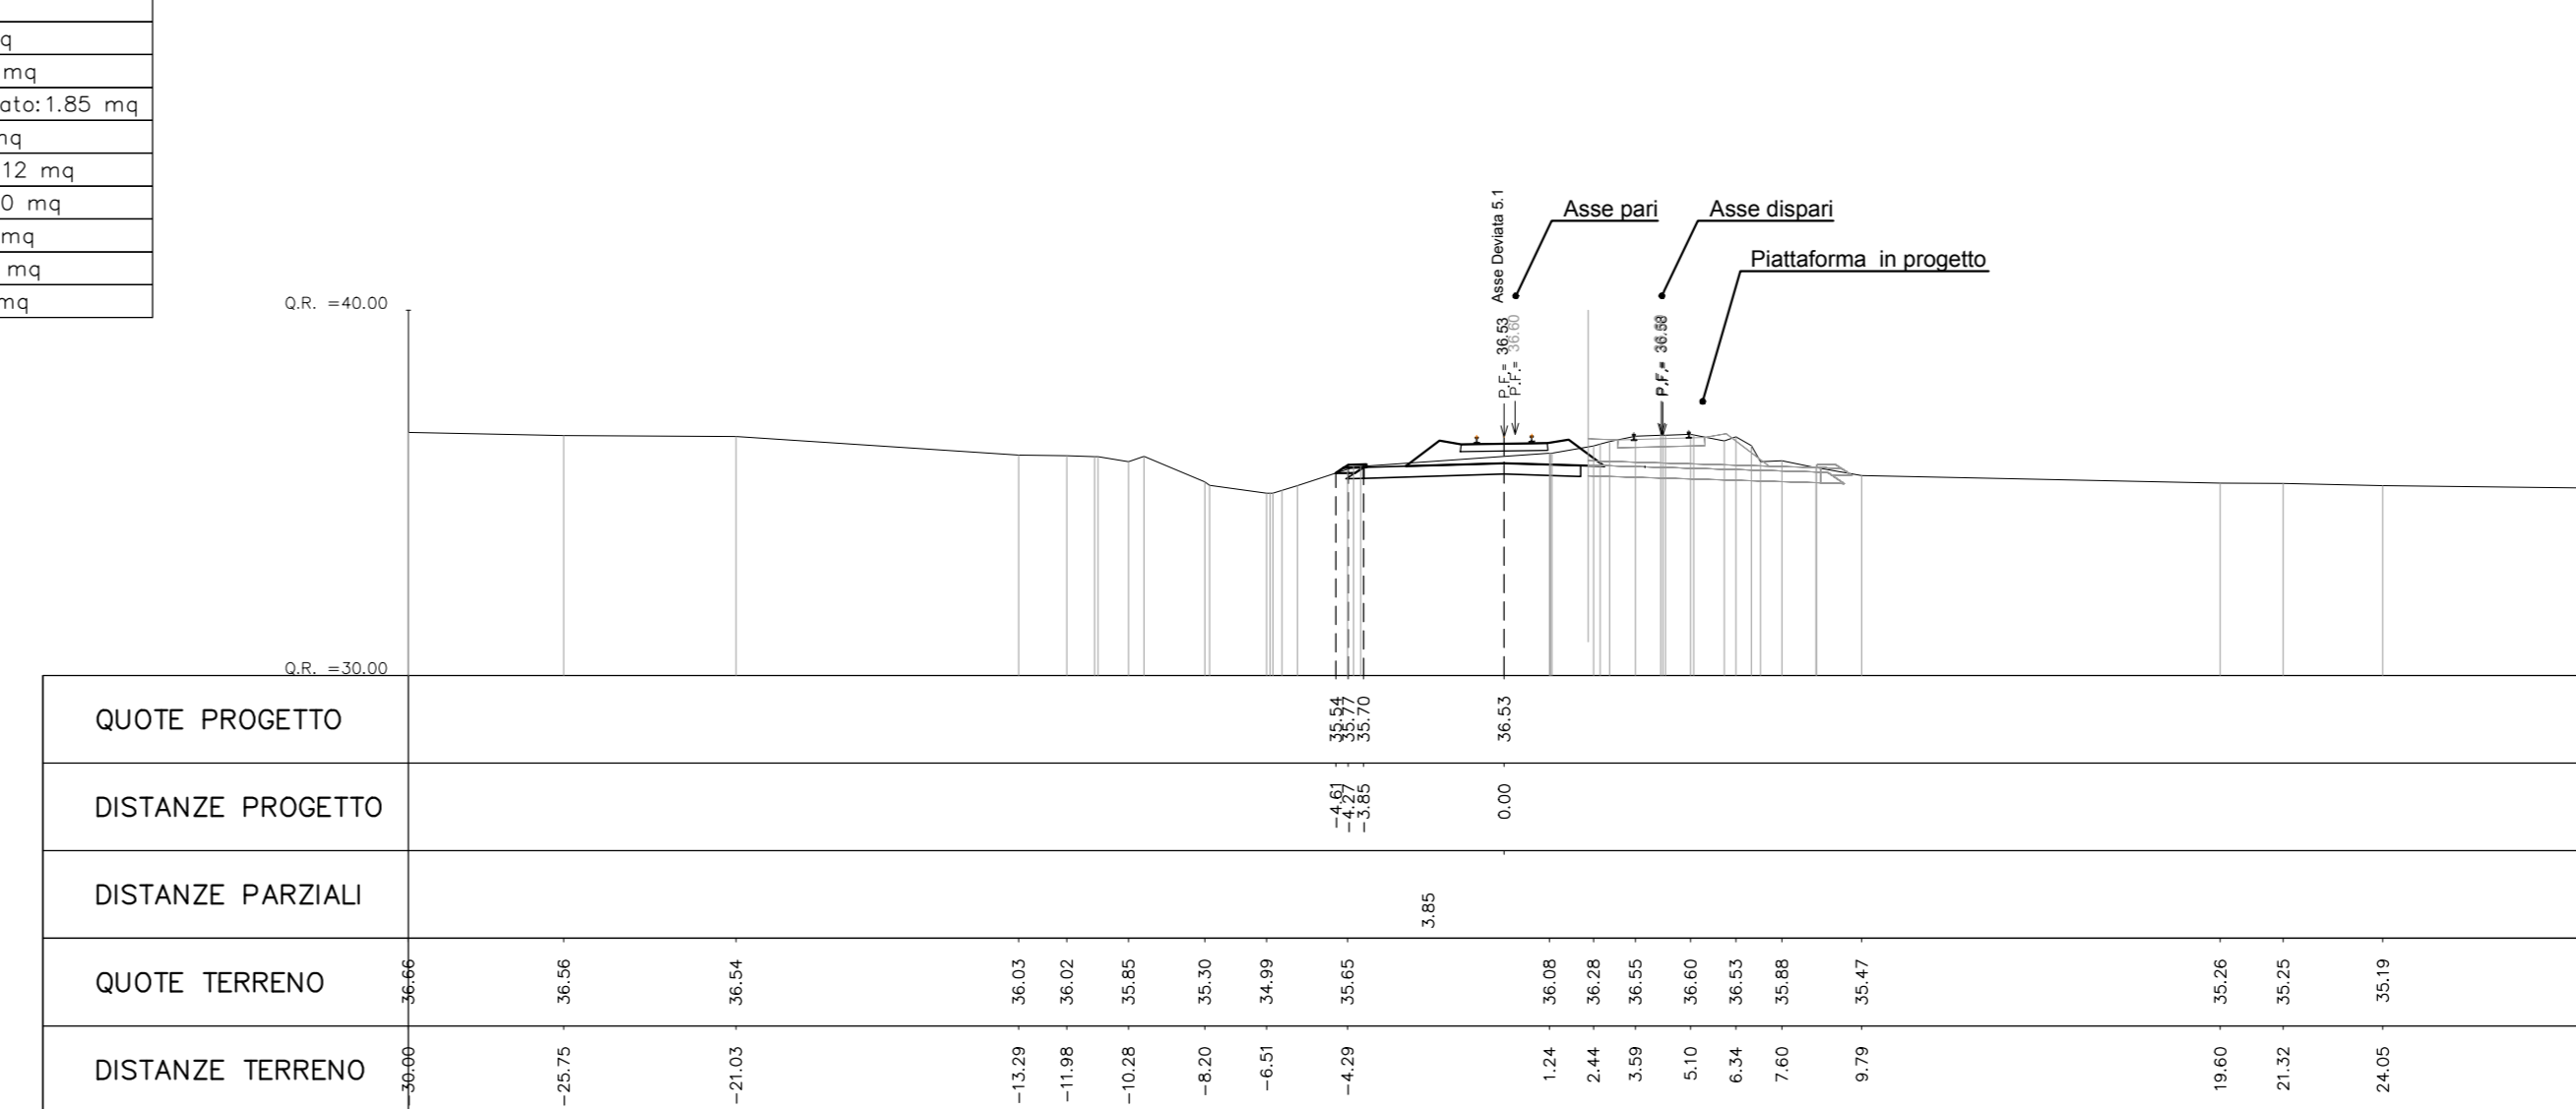 q
mq
ato:1.85 mq
mq
12 mq
0 mq
mq
mq
mq
Asse Deviata 5.1
Asse pari
Asse dispari
Piattaforma in progetto
Q.R. =40.00
P.F.= 36.53
P.F.= 36.60
P.F.= 36.58
Q.R. =30.00
QUOTE PROGETTO
35.54 35.77 35.70 36.53
DISTANZE PROGETTO
-4.61 -4.27 -3.85 0.00
DISTANZE PARZIALI
3.85
QUOTE TERRENO
36.66 36.56 36.54 36.03 36.02 35.85 35.30 34.99 35.65 36.08 36.28 36.55 36.60 36.53 35.88 35.47 35.26 35.25 35.19
DISTANZE TERRENO
-30.00 -25.75 -21.03 -13.29 -11.98 -10.28 -8.20 -6.51 -4.29 1.24 2.44 3.59 5.10 6.34 7.60 9.79 19.60 21.32 24.05